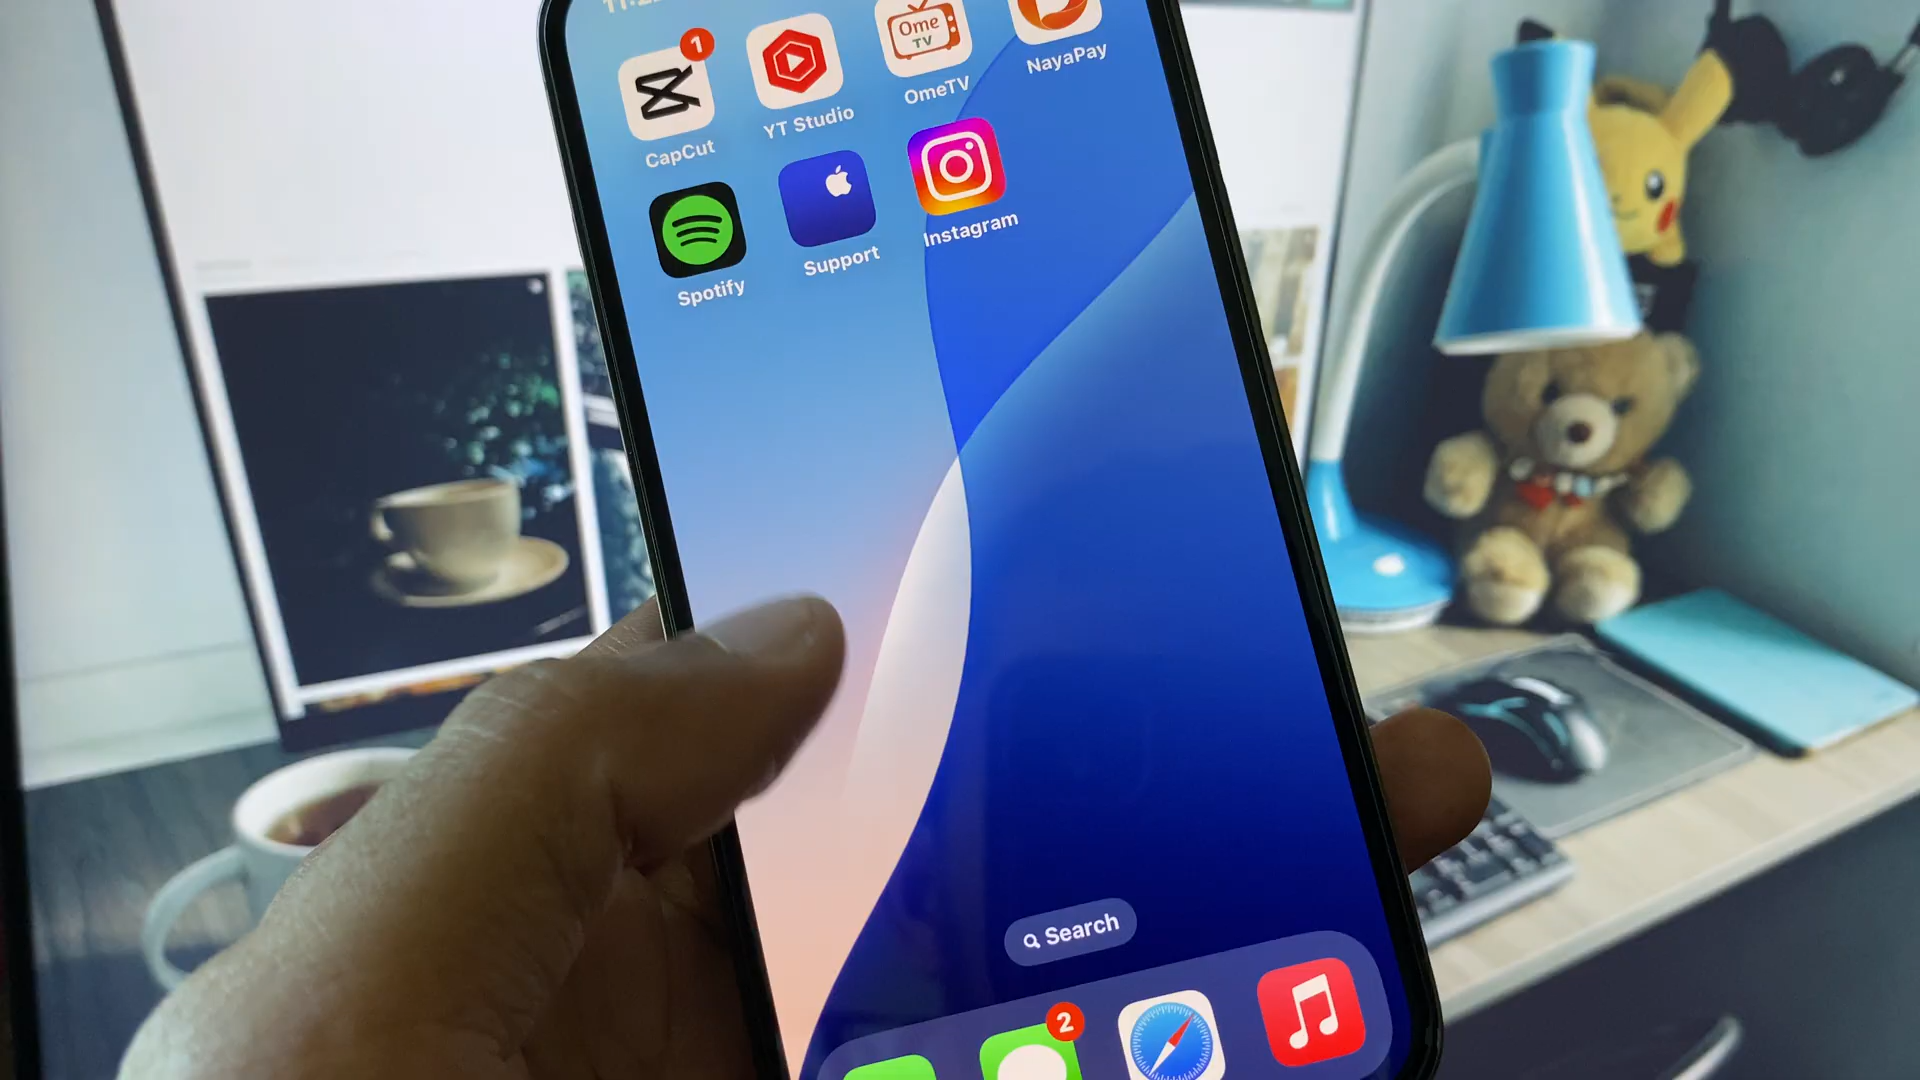 1
Ome
TV
CapCut
YT Studio
OmeTV
NayaPay
Spotify
Support
Instagram
Search
2